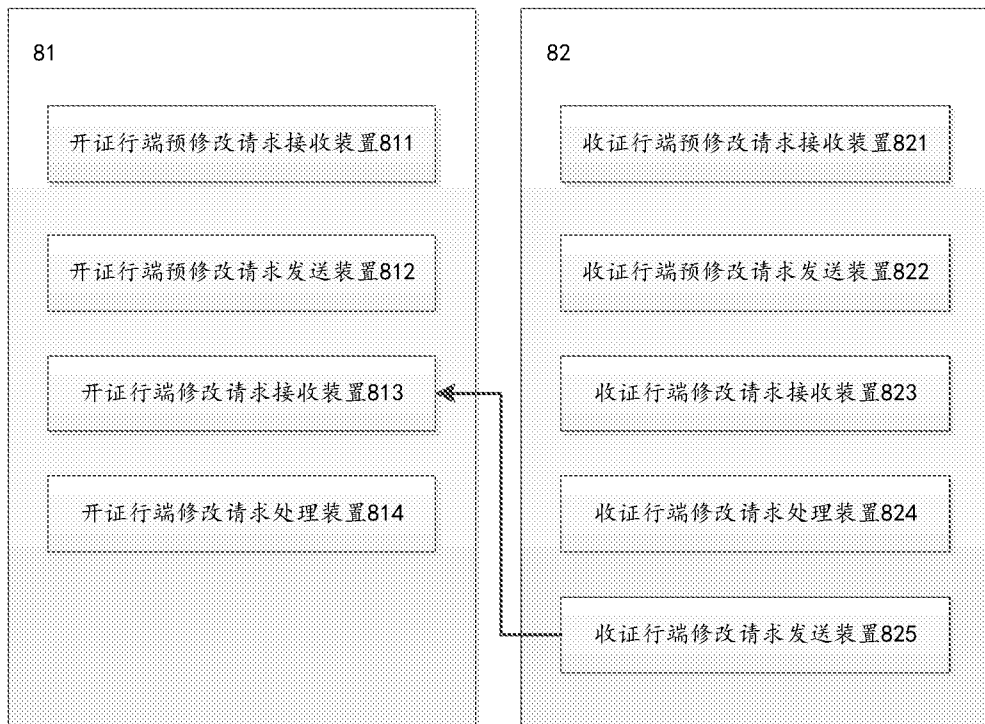 81
开证行端预修改请求接收装置811
开证行端预修改请求发送装置812
开证行端修改请求接收装置813
开证行端修改请求处理装置814
82
收证行端预修改请求接收装置821
收证行端预修改请求发送装置822
收证行端修改请求接收装置823
收证行端修改请求处理装置824
收证行端修改请求发送装置825